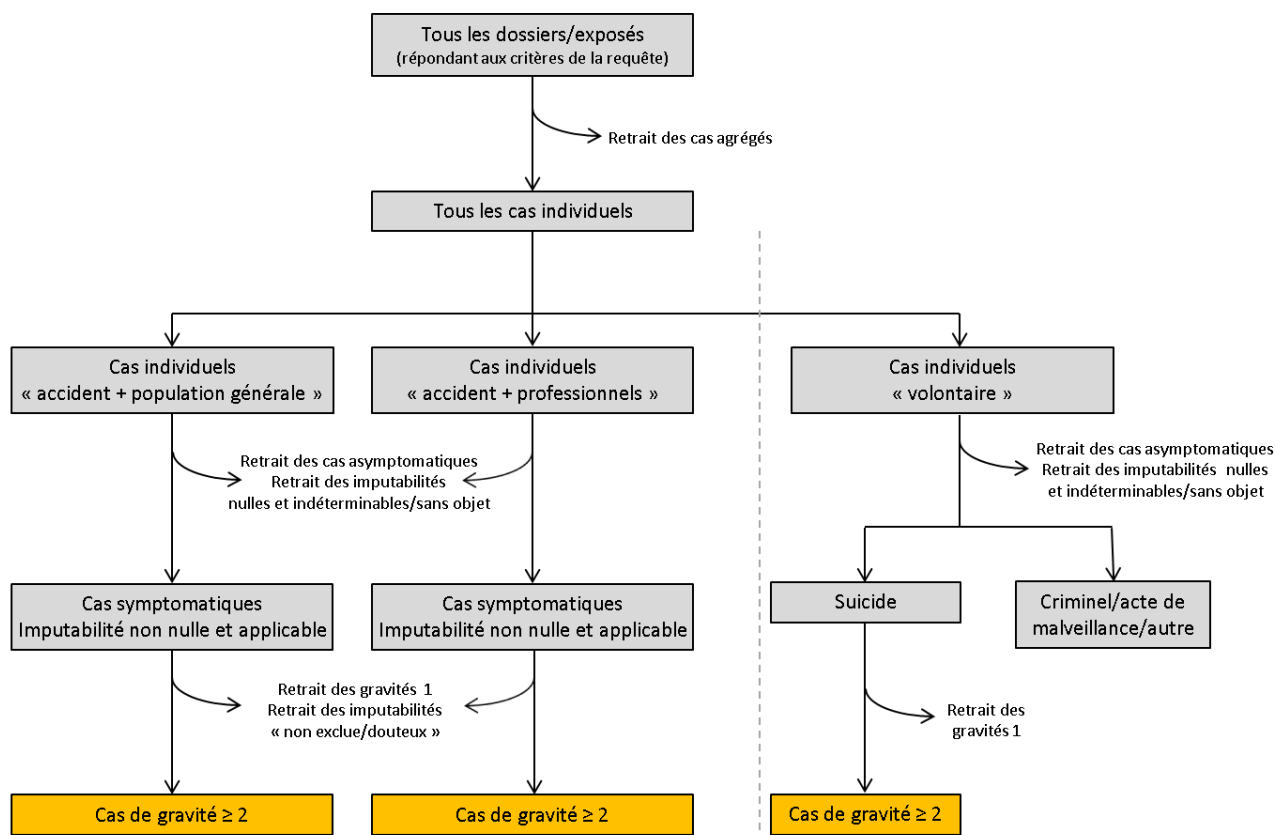 Tous les dossiers/exposés
(répondant aux critères de la requête)
Retrait des cas agrégés
Tous les cas individuels
Cas individuels
« accident + population générale »
Cas individuels
« accident + professionnels »
Cas individuels
« volontaire »
Retrait des cas asymptomatiques
Retrait des imputabilités
nulles et indéterminables/sans objet
Retrait des cas asymptomatiques
Retrait des imputabilités nulles
et indéterminables/sans objet
Cas symptomatiques
Imputabilité non nulle et applicable
Cas symptomatiques
Imputabilité non nulle et applicable
Suicide
Criminel/acte de
malveillance/autre
Retrait des gravités 1
Retrait des imputabilités
« non exclue/douteux »
Retrait des
gravités 1
Cas de gravité ≥ 2
Cas de gravité ≥ 2
Cas de gravité ≥ 2